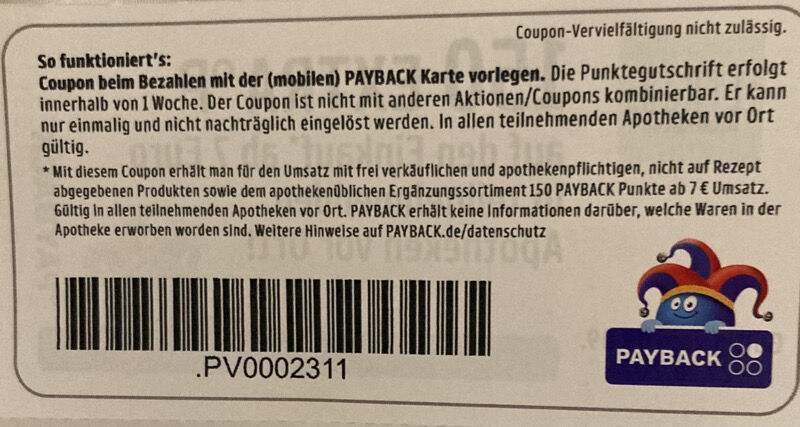 Coupon-Vervielfältigung nicht zulässig.
So funktioniert's:
Coupon beim Bezahlen mit der (mobilen) PAYBACK Karte vorlegen. Die Punktegutschrift erfolgt
innerhalb von 1 Woche. Der Coupon ist nicht mit anderen Aktionen/Coupons kombinierbar. Er kann
nur einmalig und nicht nachträglich eingelöst werden. In allen teilnehmenden Apotheken vor Ort
gültig.
* Mit diesem Coupon erhält man für den Umsatz mit frei verkäuflichen und apothekenpflichtigen, nicht auf Rezept
abgegebenen Produkten sowie dem apothekenüblichen Ergänzungssortiment 150 PAYBACK Punkte ab 7 € Umsatz.
Gültig in allen teilnehmenden Apotheken vor Ort. PAYBACK erhält keine Informationen darüber, welche Waren in der
Apotheke erworben worden sind. Weitere Hinweise auf PAYBACK.de/datenschutz
.PV0002311
PAYBACK